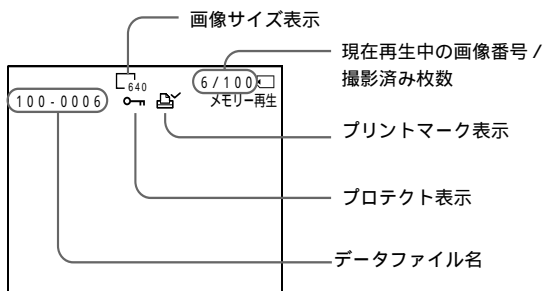 画像サイズ表示
現在再生中の画像番号/
撮影済み枚数
640
6/100
100-0006
メモリー再生
プリントマーク表示
プロテクト表示
データファイル名